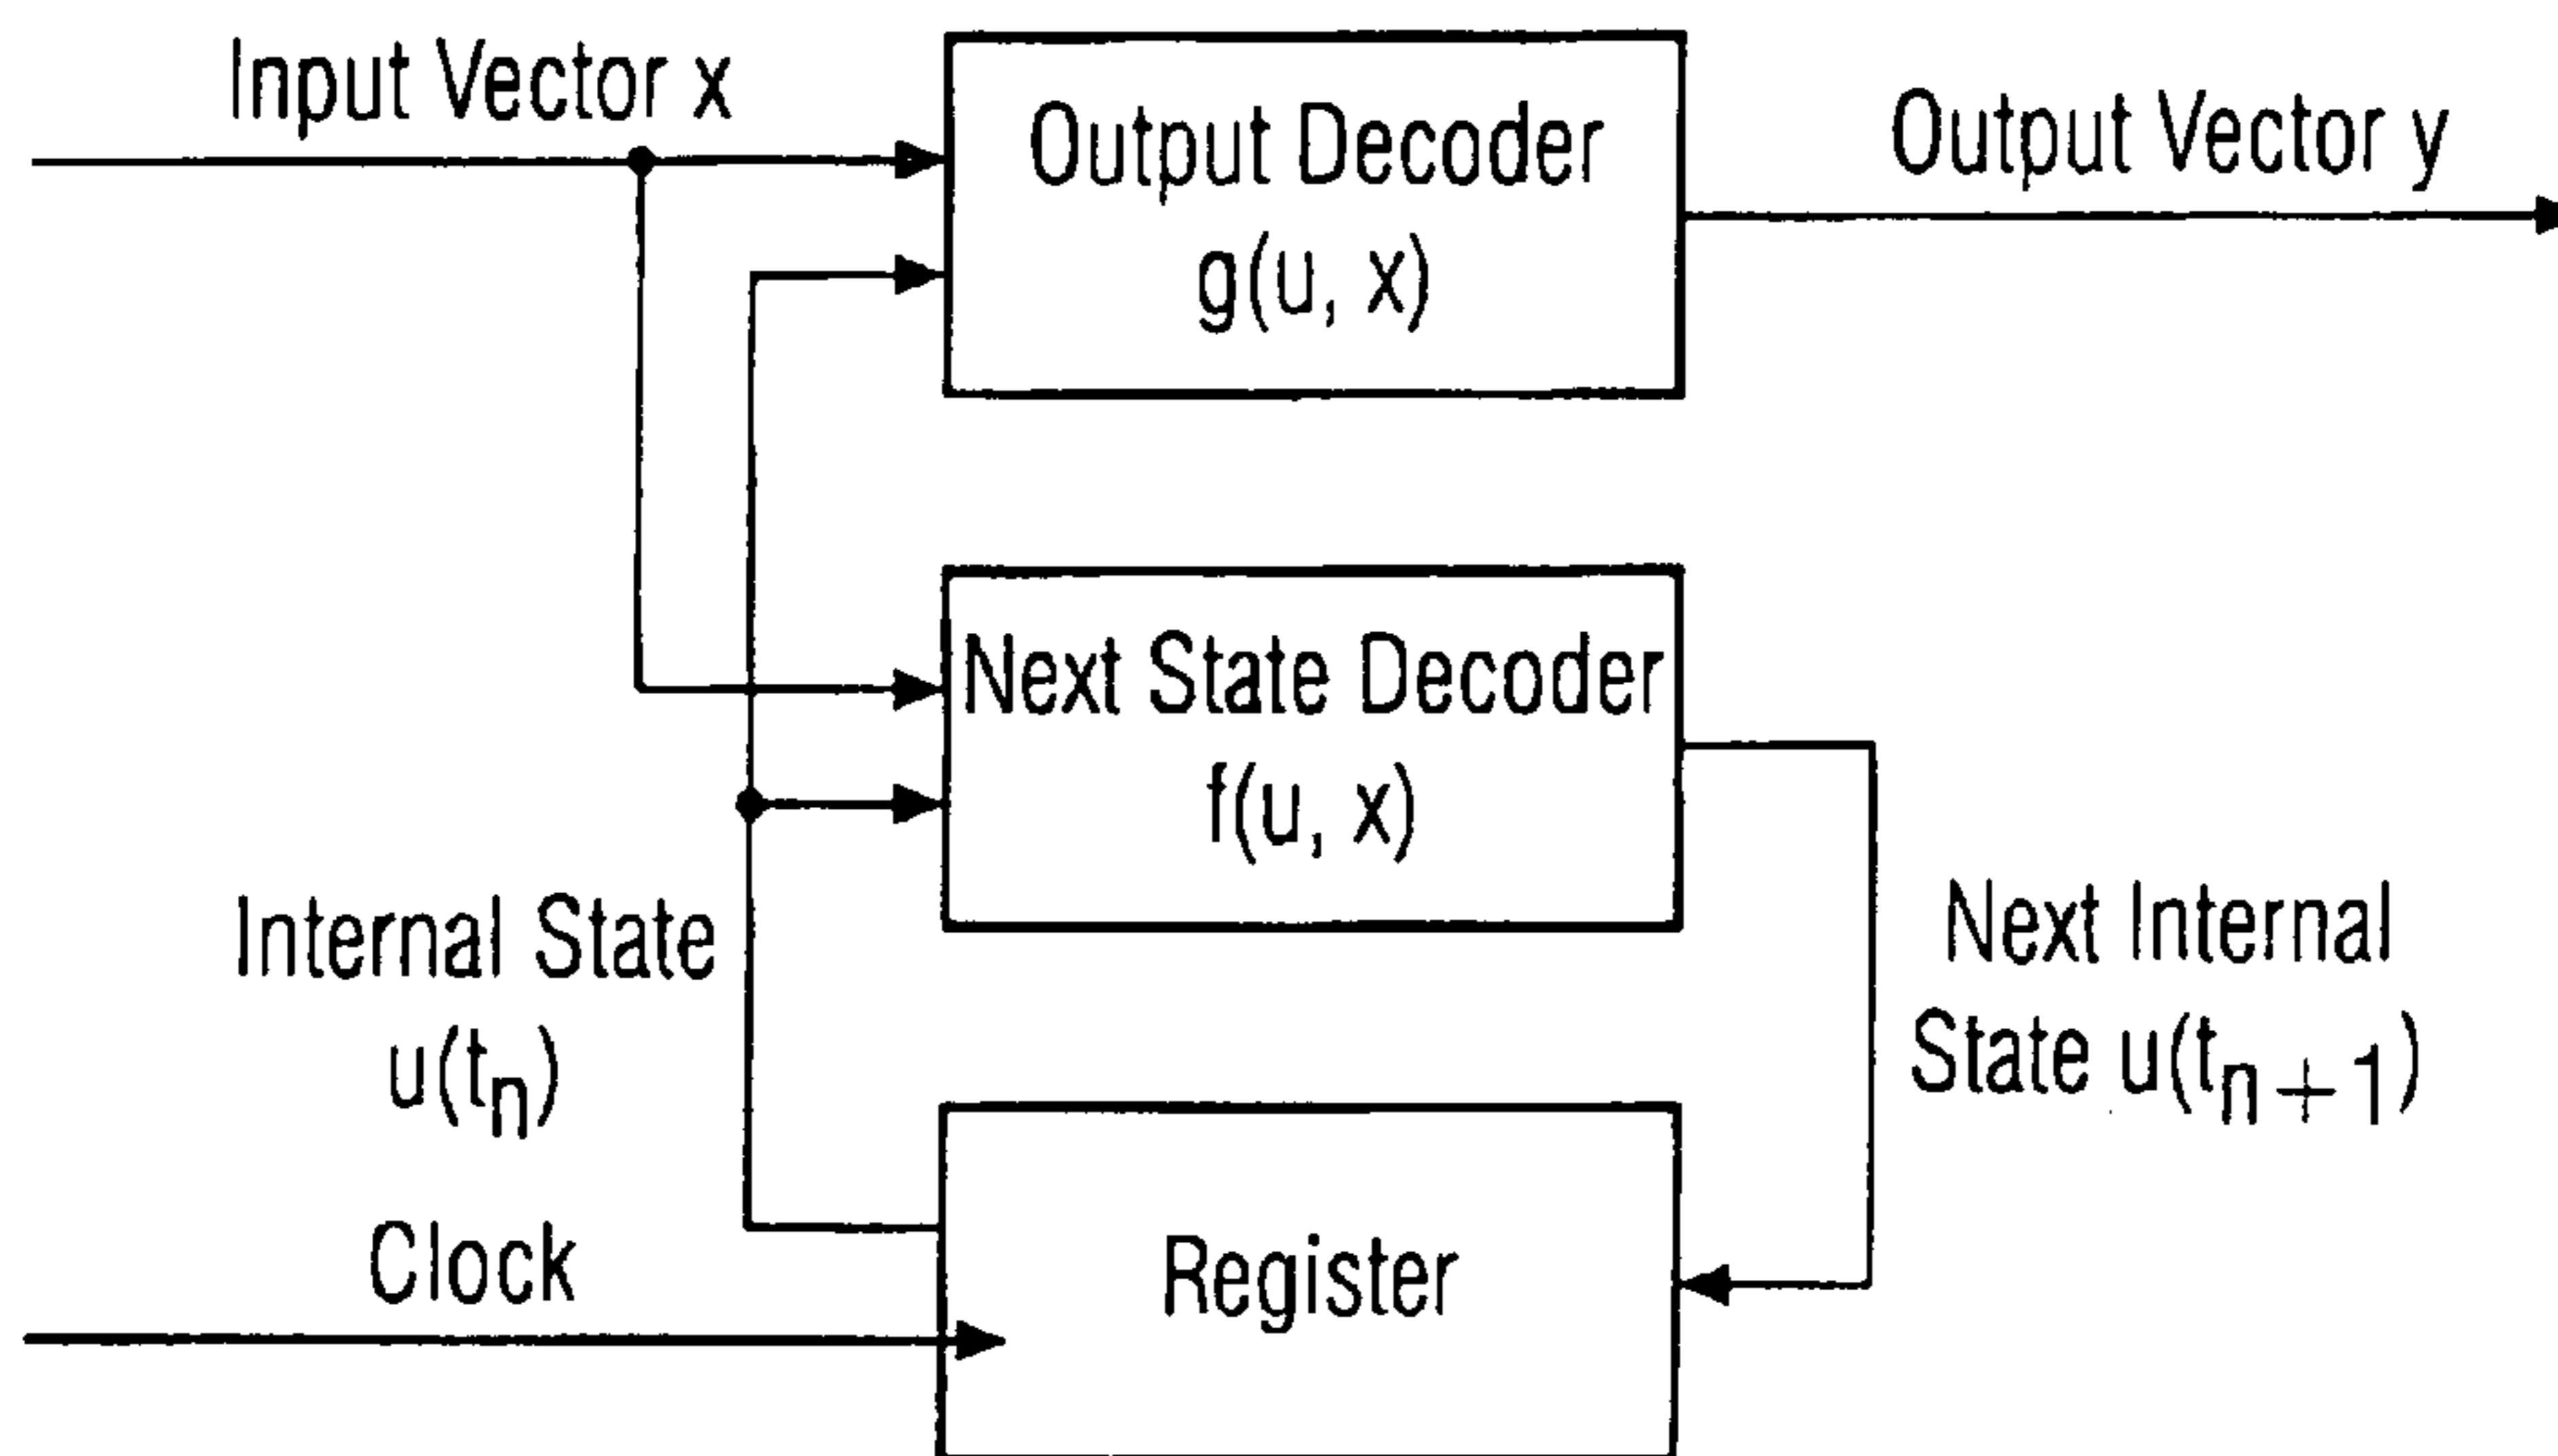 Input Vector x
Output Decoder
g(u, x)
Output Vector y
Next State Decoder
f(u, x)
Internal State
u(tₙ)
Next Internal
State u(tₙ₊₁)
Clock
Register